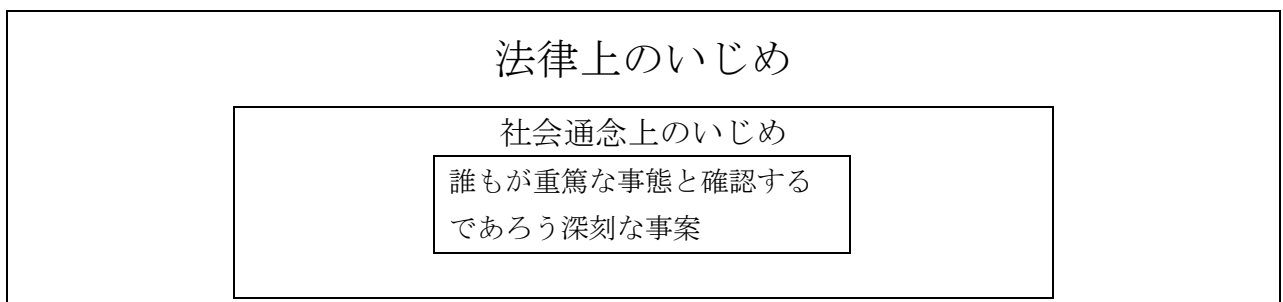 法律上のいじめ
社会通念上のいじめ
誰もが重篤な事態と確認する
であろう深刻な事案